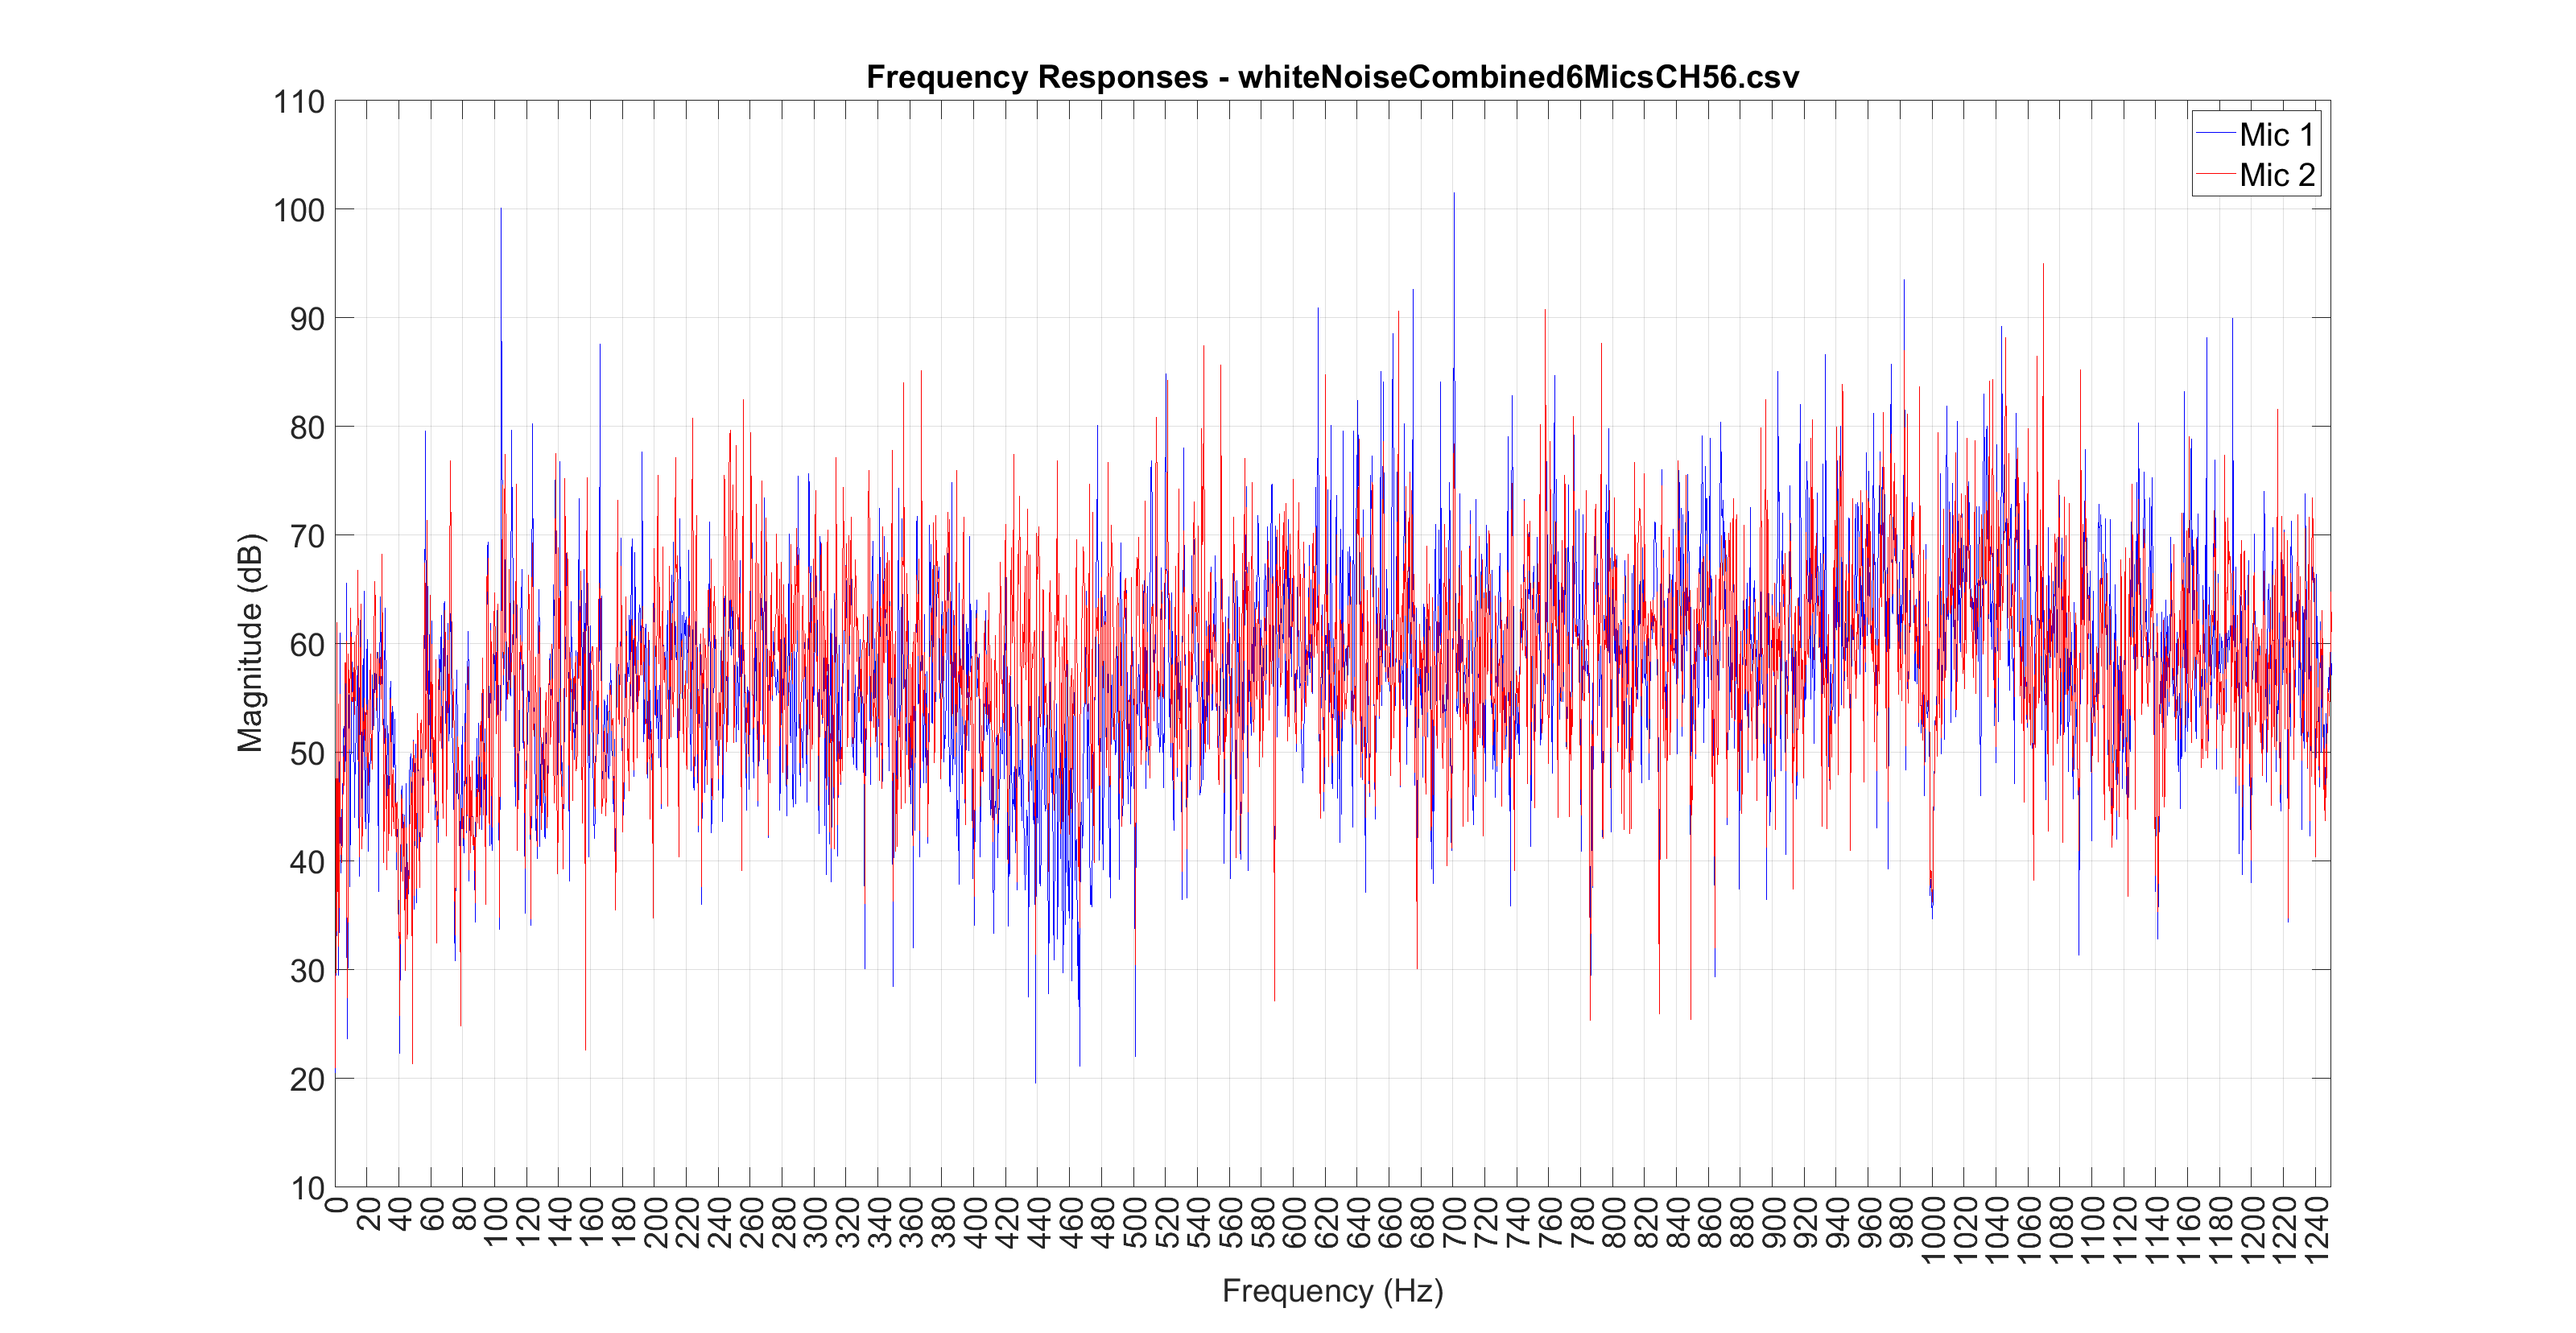 Frequency Responses - whiteNoiseCombined6MicsCH56.csv
Mic 1
Mic 2
Magnitude (dB)
110
100
90
80
70
60
50
40
30
20
10
0 20 40 60 80 100 120 140 160 180 200 220 240 260 280 300 320 340 360 380 400 420 440 460 480 500 520 540 560 580 600 620 640 660 680 700 720 740 760 780 800 820 840 860 880 900 920 940 960 980 1000 1020 1040 1060 1080 1100 1120 1140 1160 1180 1200 1220 1240
Frequency (Hz)